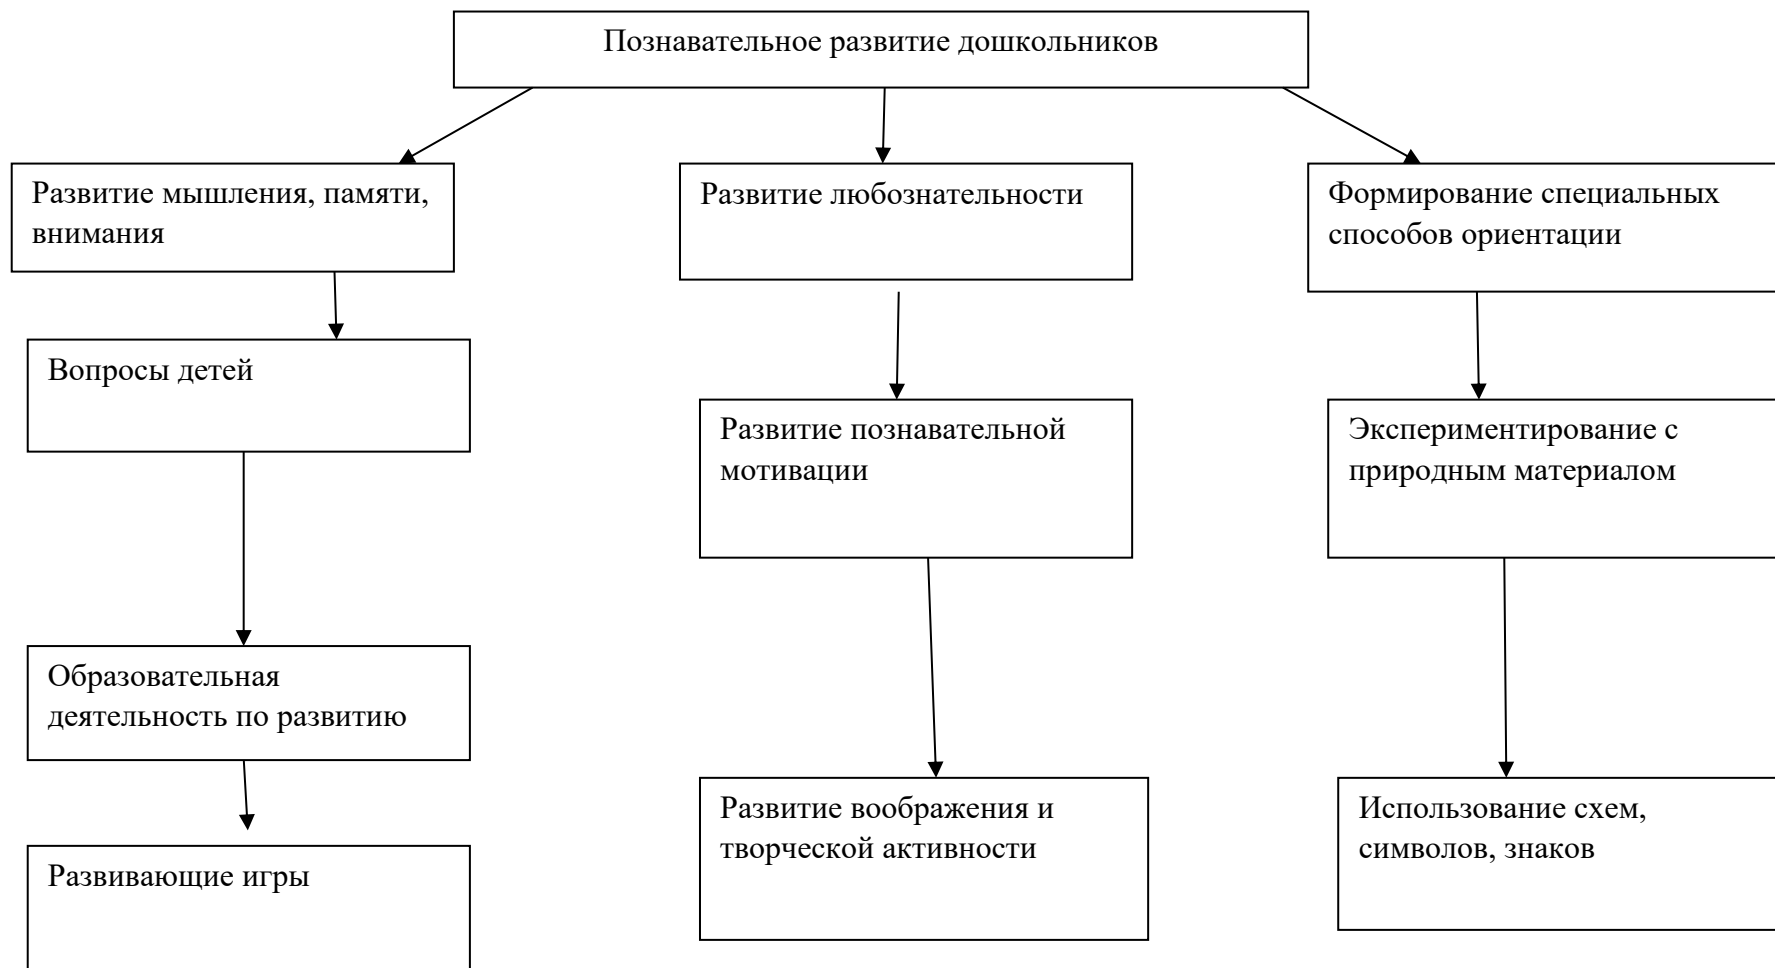 Познавательное развитие дошкольников
Развитие мышления, памяти,
внимания
Развитие любознательности
Формирование специальных
способов ориентации
Вопросы детей
Развитие познавательной
мотивации
Экспериментирование с
природным материалом
Образовательная
деятельность по развитию
Развитие воображения и
творческой активности
Использование схем,
символов, знаков
Развивающие игры